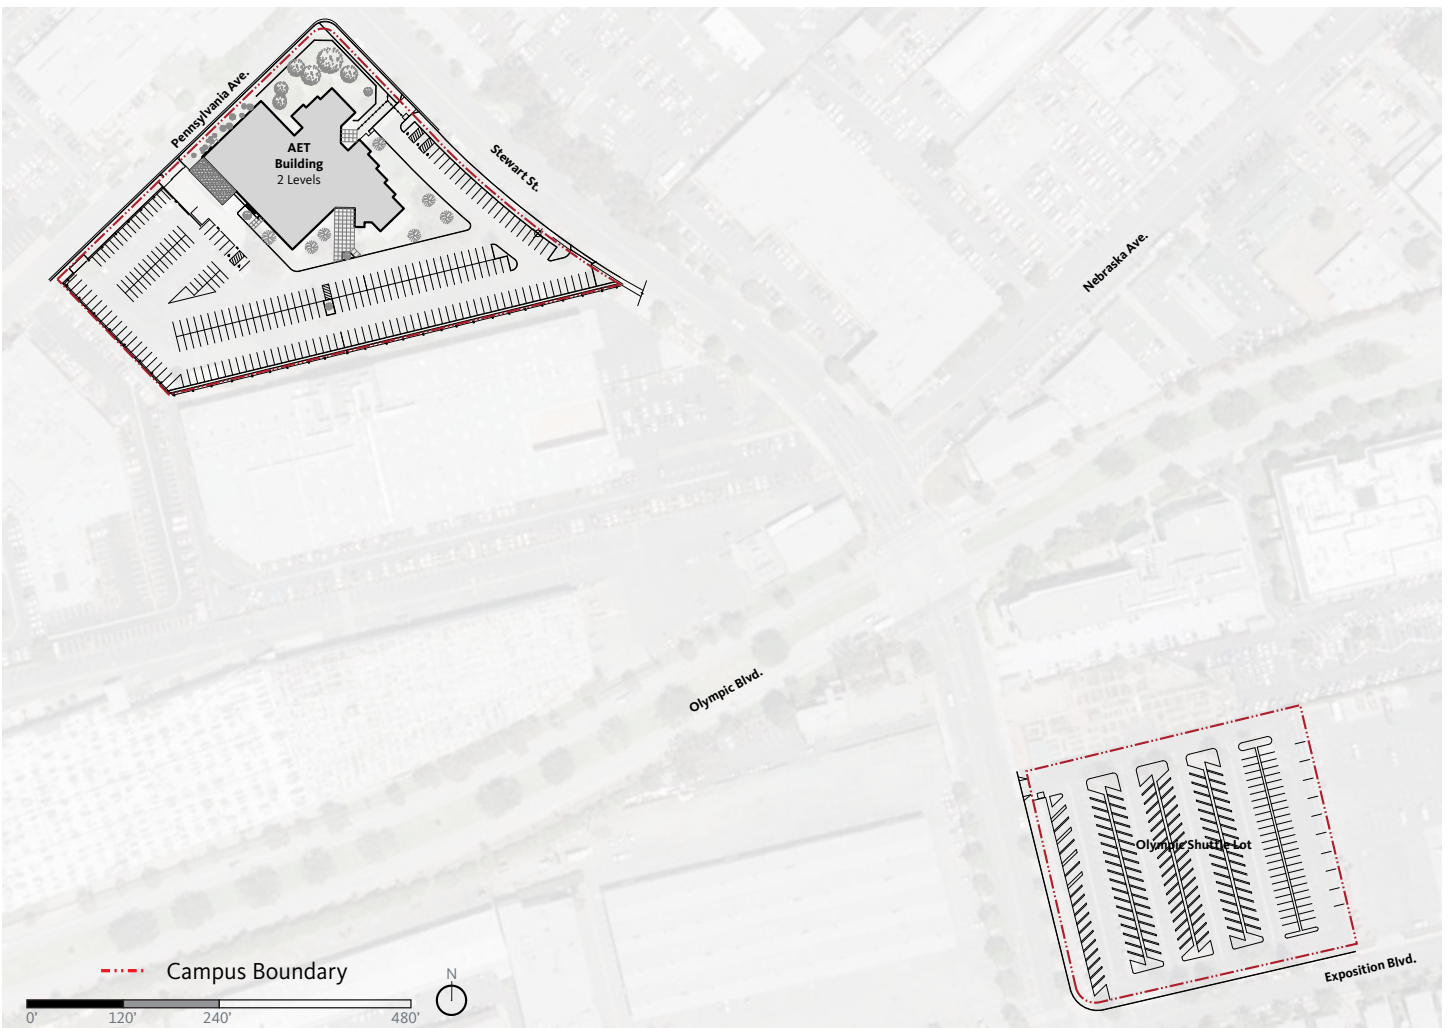 Pennsylvania Ave.
AET
Building
2 Levels
Stewart St.
Nebraska Ave.
Olympic Blvd.
Olympic Shuttle Lot
Exposition Blvd.
Campus Boundary
N
0' 120' 240' 480'